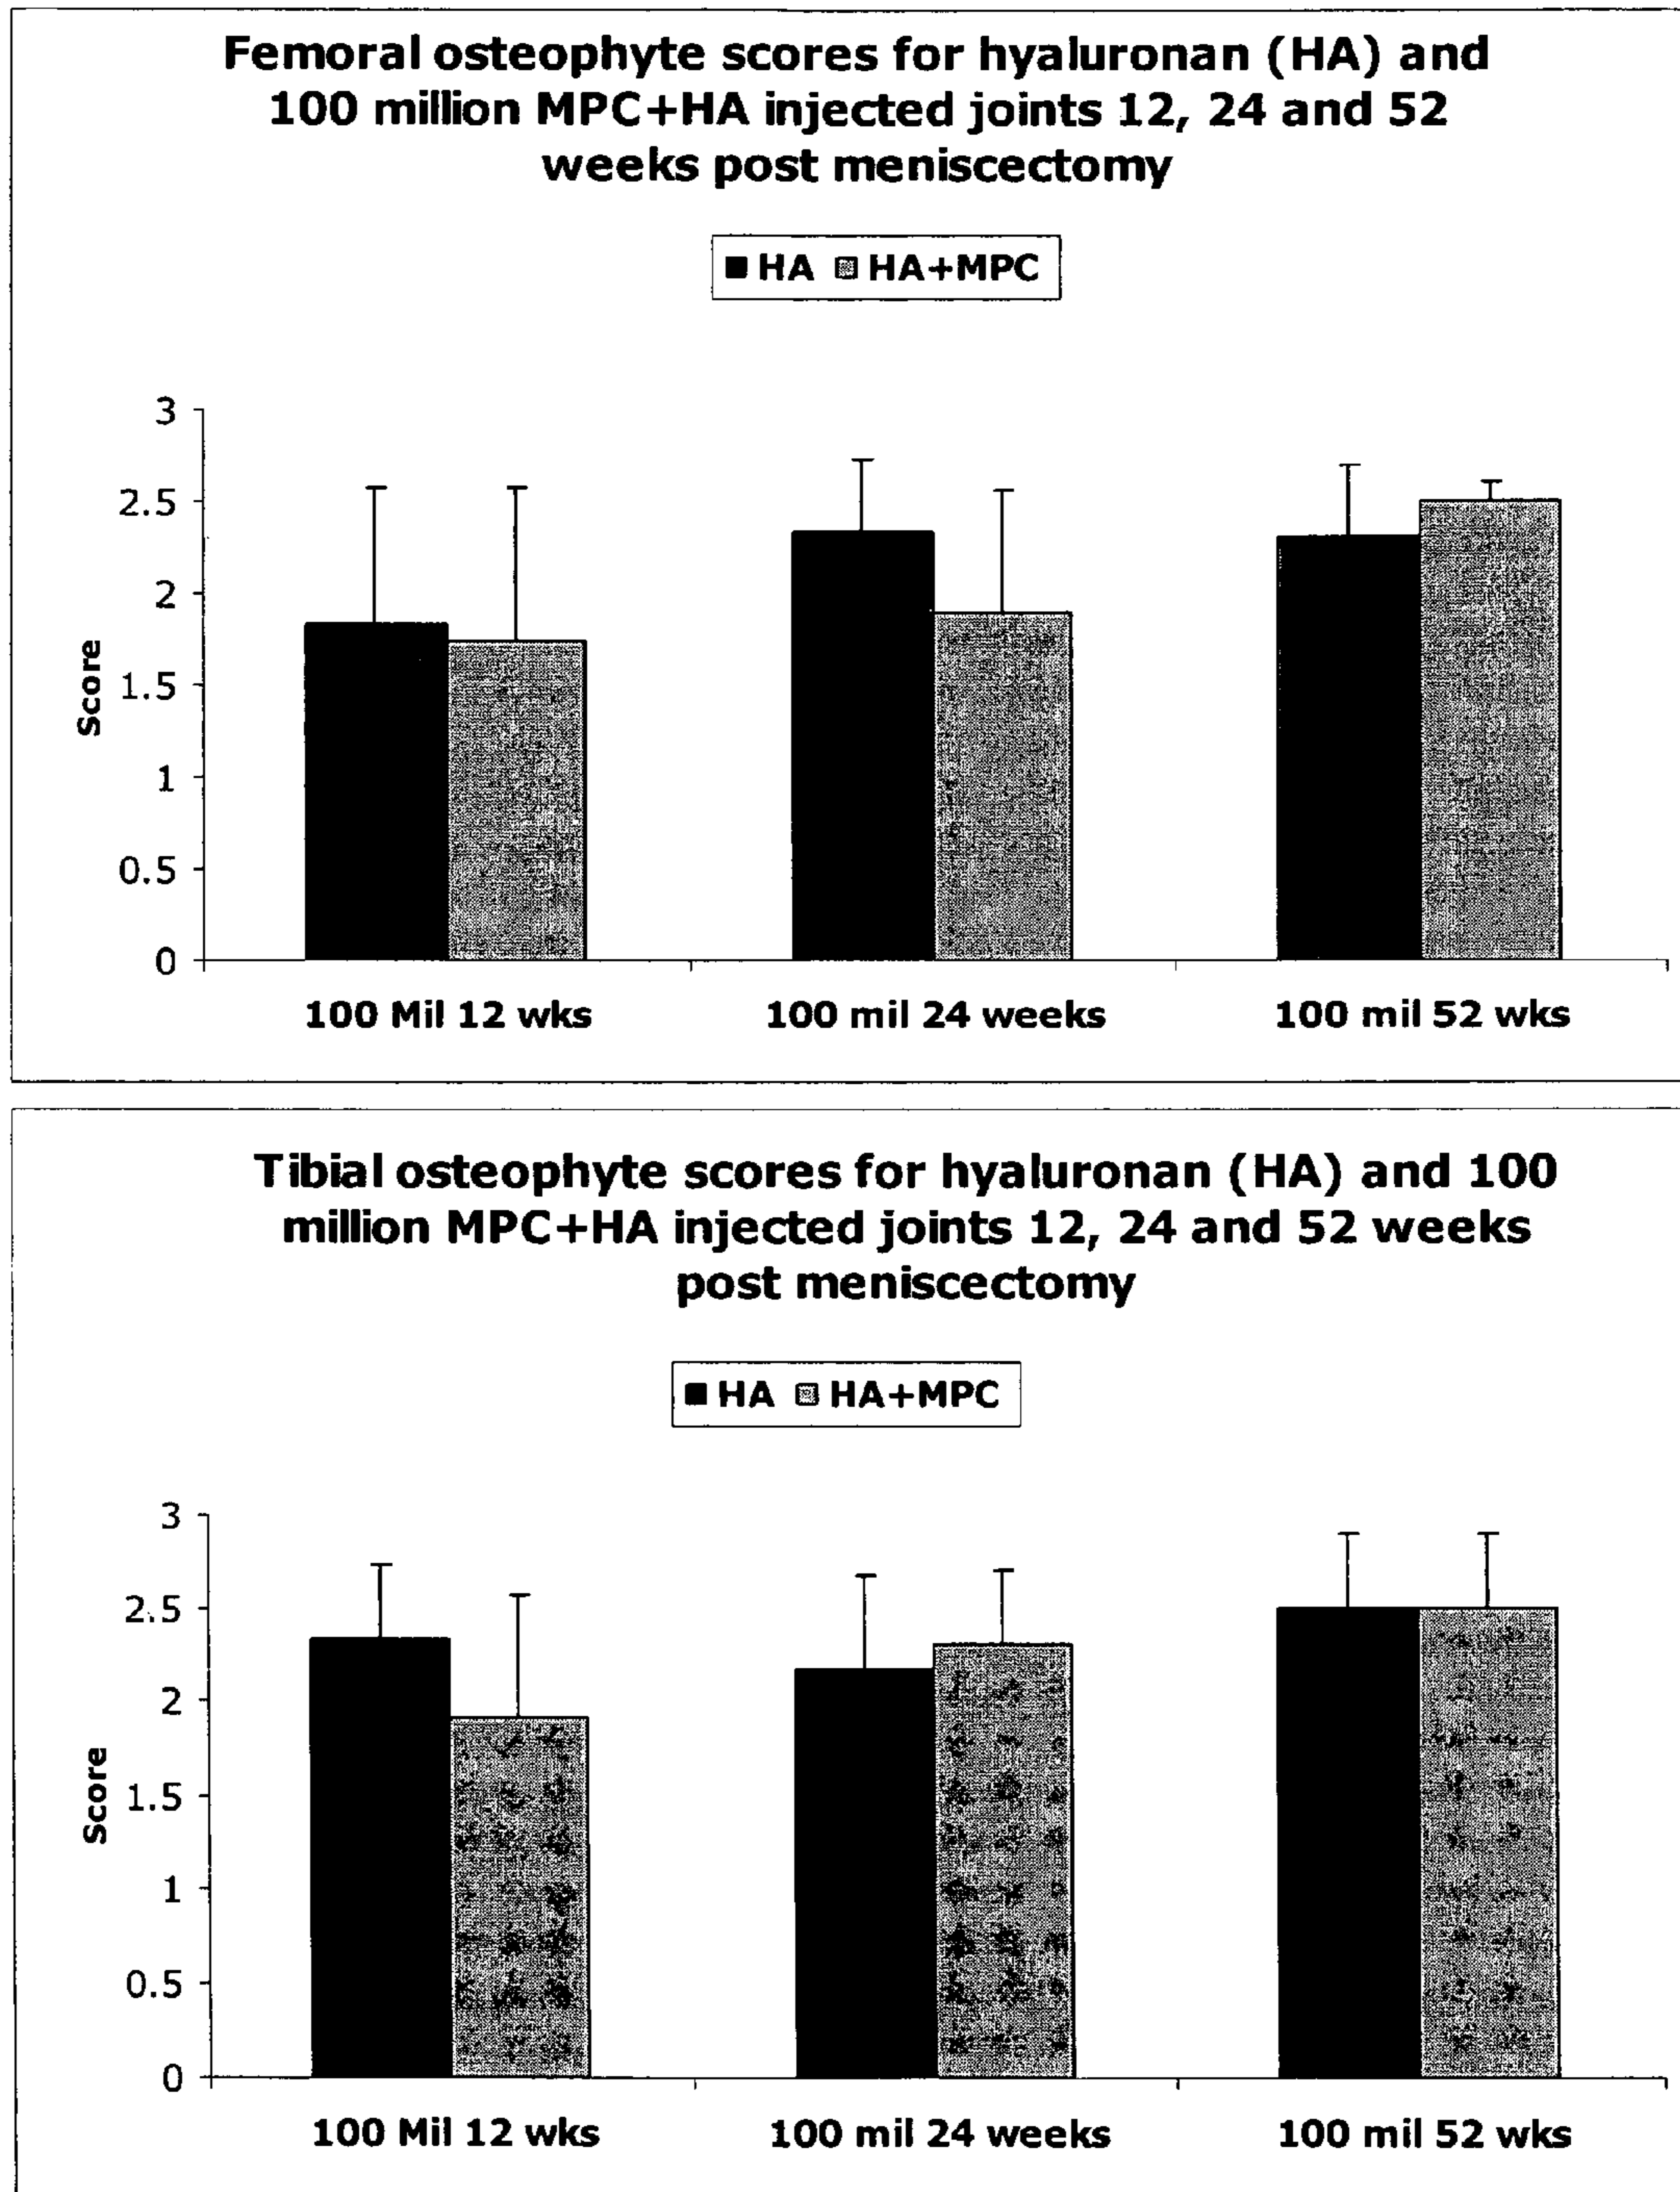 Femoral osteophyte scores for hyaluronan (HA) and
100 million MPC+HA injected joints 12, 24 and 52
weeks post meniscectomy
HA HA+MPC
3
2.5
2
1.5
1
0.5
0
Score
100 Mil 12 wks 100 mil 24 weeks 100 mil 52 wks
Tibial osteophyte scores for hyaluronan (HA) and 100
million MPC+HA injected joints 12, 24 and 52 weeks
post meniscectomy
HA HA+MPC
3
2.5
2
1.5
1
0.5
0
Score
100 Mil 12 wks 100 mil 24 weeks 100 mil 52 wks